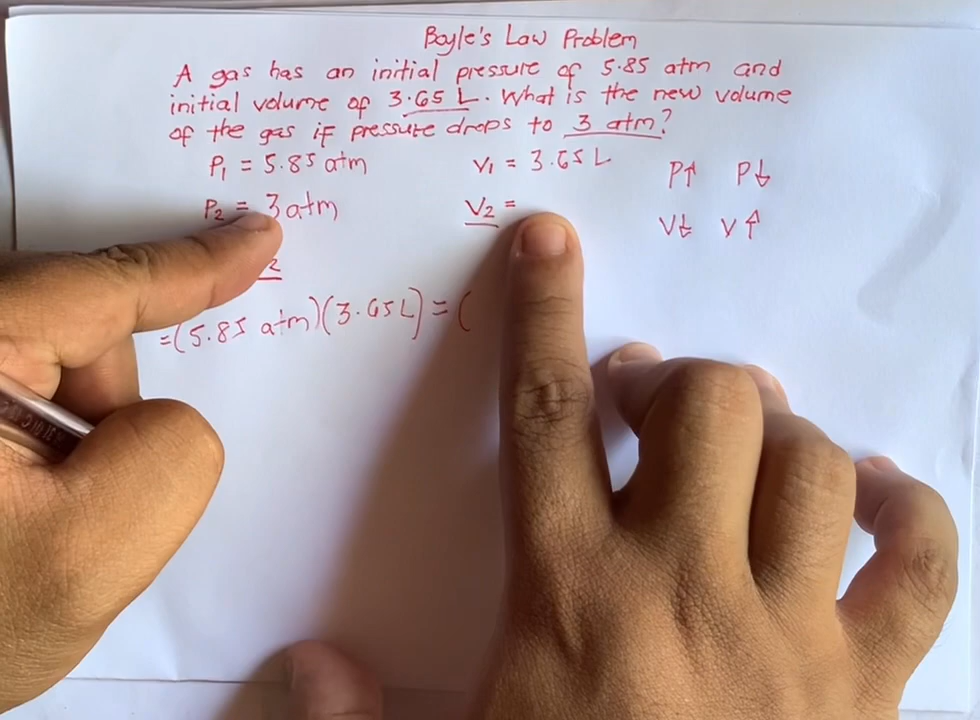 Boyle's Law Problem
A gas has an initial pressure of 5.85 atm and
initial volume of 3.65 L. What is the new volume
of the gas if pressure drops to 3 atm?
P₁ = 5.85 atm V₁ = 3.65 L P↑ P↓
P₂ = 3 atm V₂ = V↓ V↑
2
=(5.85 atm)(3.65 L) = (